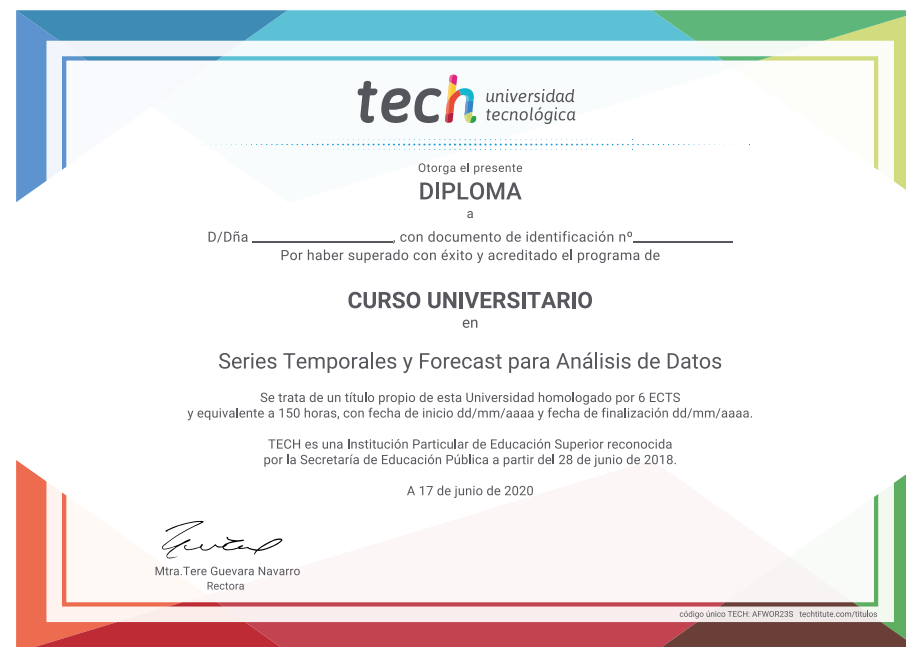 tech universidad
tecnológica
Otorga el presente
DIPLOMA
a
D/Dña ____________________, con documento de identificación nº______________
Por haber superado con éxito y acreditado el programa de
CURSO UNIVERSITARIO
en
Series Temporales y Forecast para Análisis de Datos
Se trata de un título propio de esta Universidad homologado por 6 ECTS
y equivalente a 150 horas, con fecha de inicio dd/mm/aaaa y fecha de finalización dd/mm/aaaa.
TECH es una Institución Particular de Educación Superior reconocida
por la Secretaría de Educación Pública a partir del 28 de junio de 2018.
A 17 de junio de 2020
Mtra.Tere Guevara Navarro
Rectora
código único TECH: AFWOR23S techtitute.com/titulos